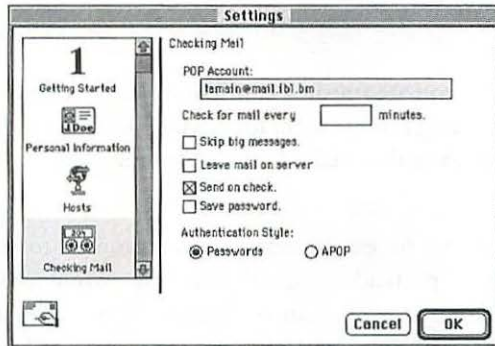 Settings
1
Getting Started
J Doe
Personal Information
Hosts
Checking Mail
Checking Mail
POP Account:
tamsin@mail.ibl.bm
Check for mail every minutes.
Skip big messages.
Leave mail on server
Send on check.
Save password.
Authentication Style:
Passwords APOP
Cancel OK